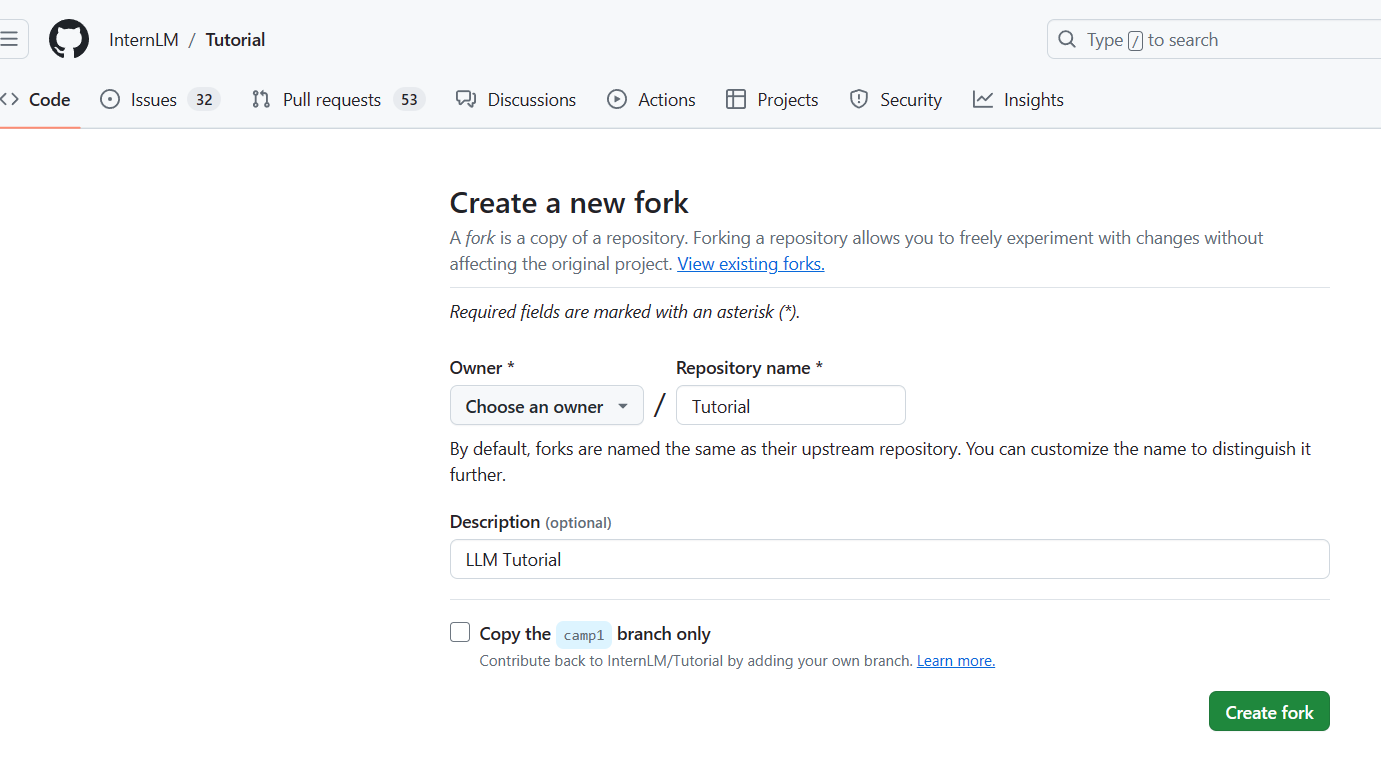 InternLM / Tutorial
Type / to search
Code
Issues 32
Pull requests 53
Discussions
Actions
Projects
Security
Insights
Create a new fork
A fork is a copy of a repository. Forking a repository allows you to freely experiment with changes without
affecting the original project. View existing forks.
Required fields are marked with an asterisk (*).
Owner *
Repository name *
Choose an owner
/
Tutorial
By default, forks are named the same as their upstream repository. You can customize the name to distinguish it
further.
Description (optional)
LLM Tutorial
Copy the camp1 branch only
Contribute back to InternLM/Tutorial by adding your own branch. Learn more.
Create fork